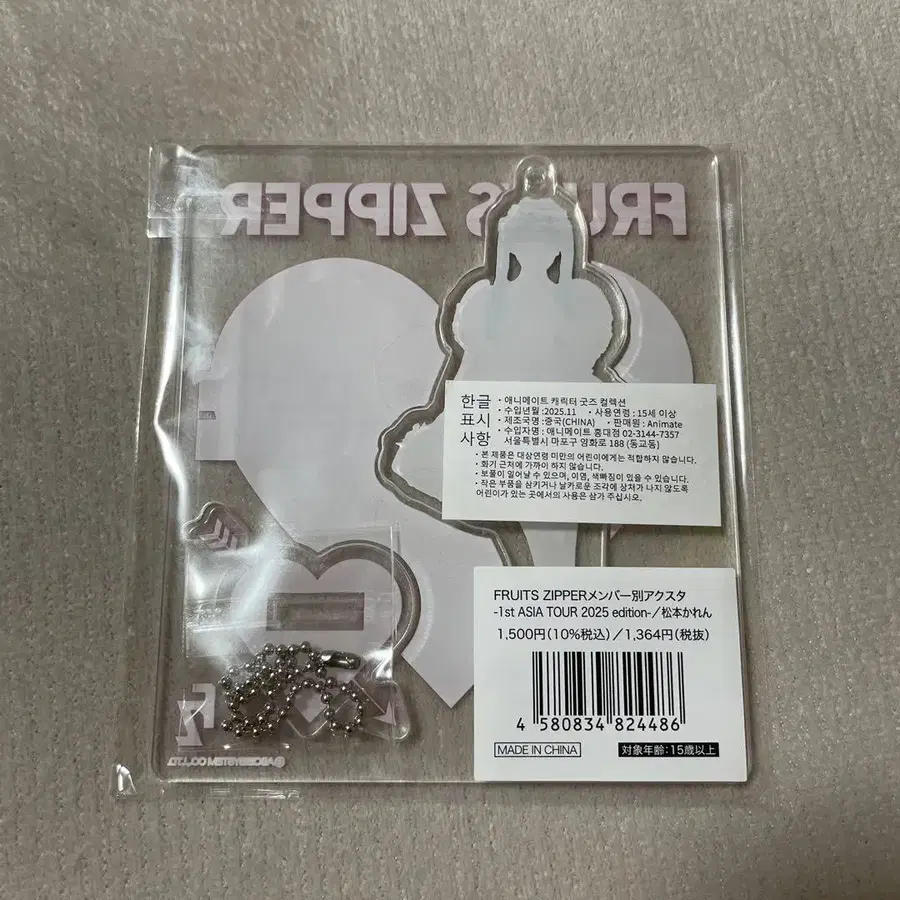 FRUITS ZIPPER
한글
표시
사항
· 애니메이트 캐릭터 굿즈 컬렉션
· 수입년월 :2025.11 · 사용연령 : 15세 이상
· 제조국명 :중국(CHINA) · 판매원 : Animate
· 수입자명 : 애니메이트 홍대점 02-3144-7357
서울특별시 마포구 양화로 188 (동교동)
· 본 제품은 대상연령 미만의 어린이에게는 적합하지 않습니다.
· 화기 근처에 가까이 하지 않습니다.
· 보풀이 일어날 수 있으며, 이염, 색빠짐이 있을 수 있습니다.
· 작은 부품을 삼키거나 날카로운 조각에 상처가 나지 않도록
어린이가 있는 곳에서의 사용은 삼가 주십시오.
FRUITS ZIPPERメンバー別アクスタ
-1st ASIA TOUR 2025 edition-/松本かれん
1,500円(10%税込)/1,364円(税抜)
4 580834 824486
MADE IN CHINA 対象年齢:15歳以上
FZ
©ASOBISYSTEM CO.,LTD.